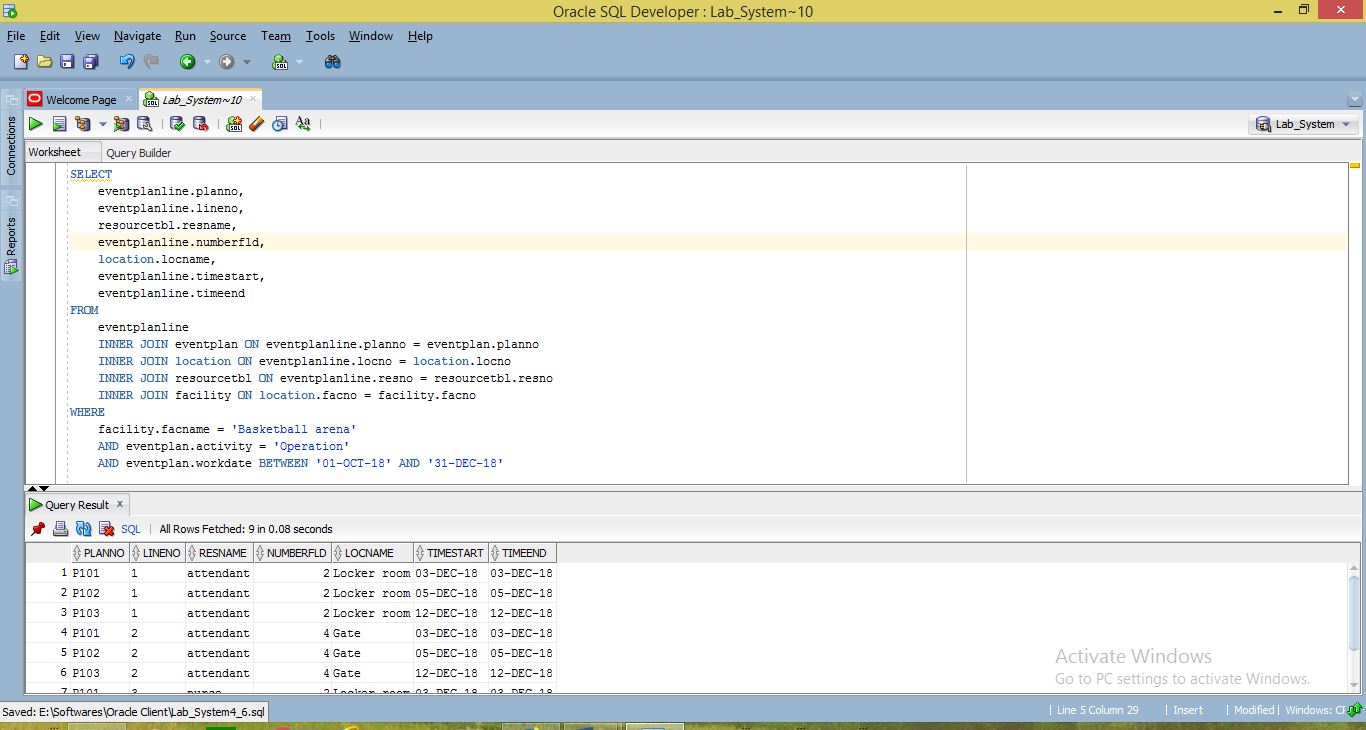 Oracle SQL Developer : Lab_System~10
File Edit View Navigate Run Source Team Tools Window Help
Welcome Page
Lab_System~10
Connections
Reports
Lab_System
Worksheet Query Builder
SELECT
eventplanline.planno,
eventplanline.lineno,
resourcetbl.resname,
eventplanline.numberfld,
location.locname,
eventplanline.timestart,
eventplanline.timeend
FROM
eventplanline
INNER JOIN eventplan ON eventplanline.planno = eventplan.planno
INNER JOIN location ON eventplanline.locno = location.locno
INNER JOIN resourcetbl ON eventplanline.resno = resourcetbl.resno
INNER JOIN facility ON location.facno = facility.facno
WHERE
facility.facname = 'Basketball arena'
AND eventplan.activity = 'Operation'
AND eventplan.workdate BETWEEN '01-OCT-18' AND '31-DEC-18'
Query Result
SQL | All Rows Fetched: 9 in 0.08 seconds
PLANNO LINENO RESNAME NUMBERFLD LOCNAME TIMESTART TIMEEND
1 P101 1 attendant 2 Locker room 03-DEC-18 03-DEC-18
2 P102 1 attendant 2 Locker room 05-DEC-18 05-DEC-18
3 P103 1 attendant 2 Locker room 12-DEC-18 12-DEC-18
4 P101 2 attendant 4 Gate 03-DEC-18 03-DEC-18
5 P102 2 attendant 4 Gate 05-DEC-18 05-DEC-18
6 P103 2 attendant 4 Gate 12-DEC-18 12-DEC-18
Activate Windows
Go to PC settings to activate Windows.
Saved: E:\Softwares\Oracle Client\Lab_System4_6.sql
| Line 5 Column 29 | Insert | Modified | Windows: